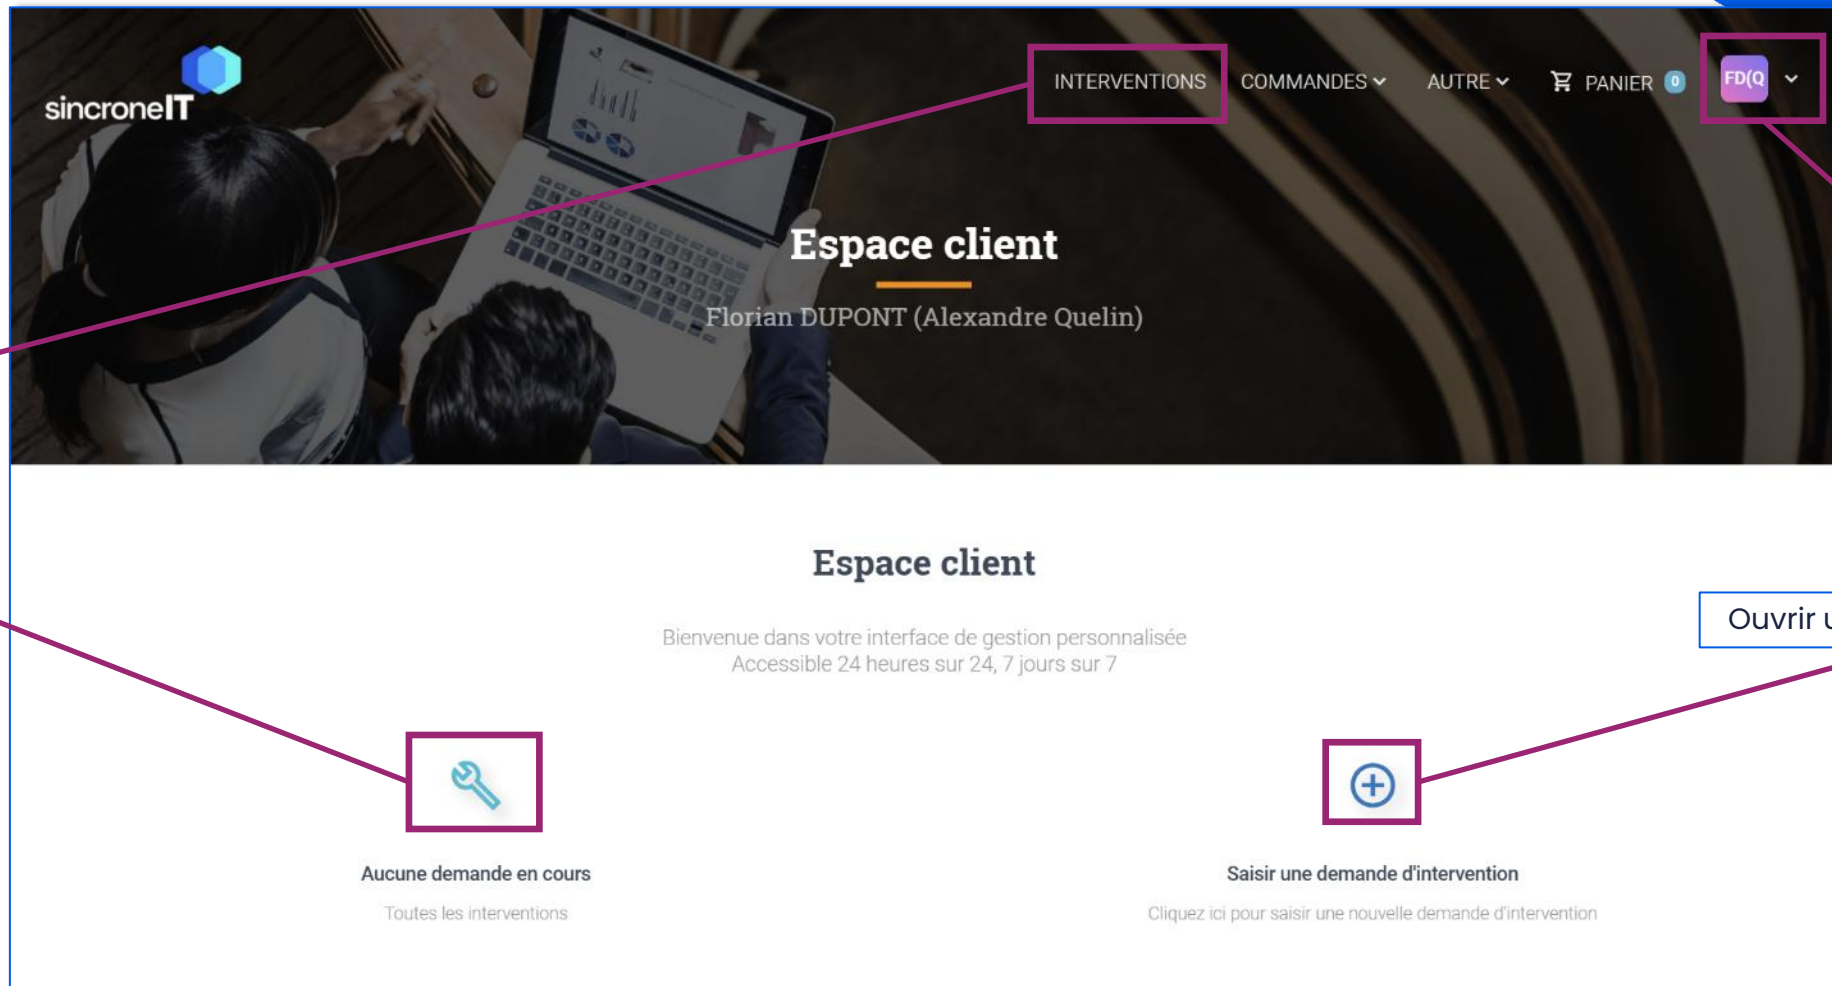 sincroneIT
INTERVENTIONS COMMANDES AUTRE PANIER 0 FD(Q
Espace client
Florian DUPONT (Alexandre Quelin)
Espace client
Bienvenue dans votre interface de gestion personnalisée
Accessible 24 heures sur 24, 7 jours sur 7
Ouvrir
Aucune demande en cours
Toutes les interventions
Saisir une demande d'intervention
Cliquez ici pour saisir une nouvelle demande d'intervention